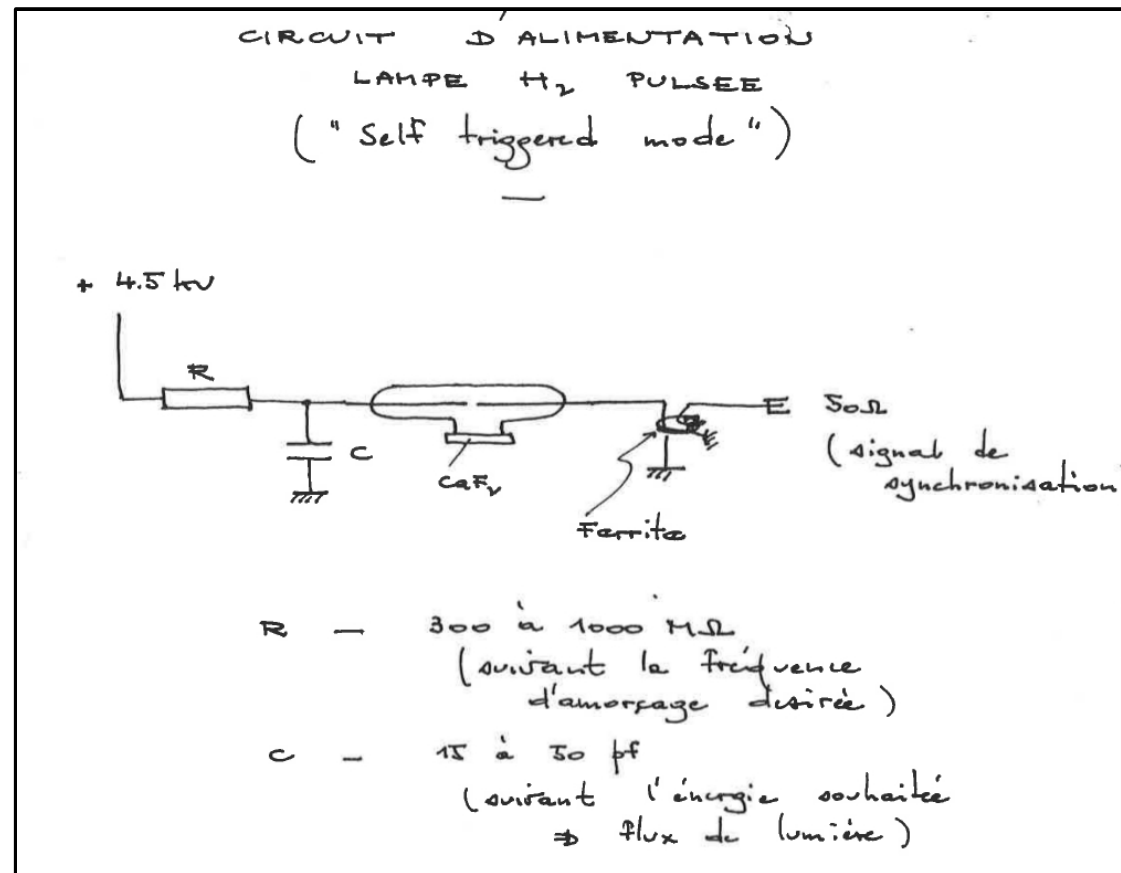 CIRCUIT D'ALIMENTATION
LAMPE H₂ PULSEE
("Self triggered mode")
+ 4.5 kV
R
C
CaF₂
E 50Ω
(signal de
synchronisation
Ferrite
R — 300 à 1000 MΩ
(suivant la fréquence
d'amorçage desirée)
C — 15 à 50 pf
(suivant l'énergie souhaitée
⇒ flux de lumière)